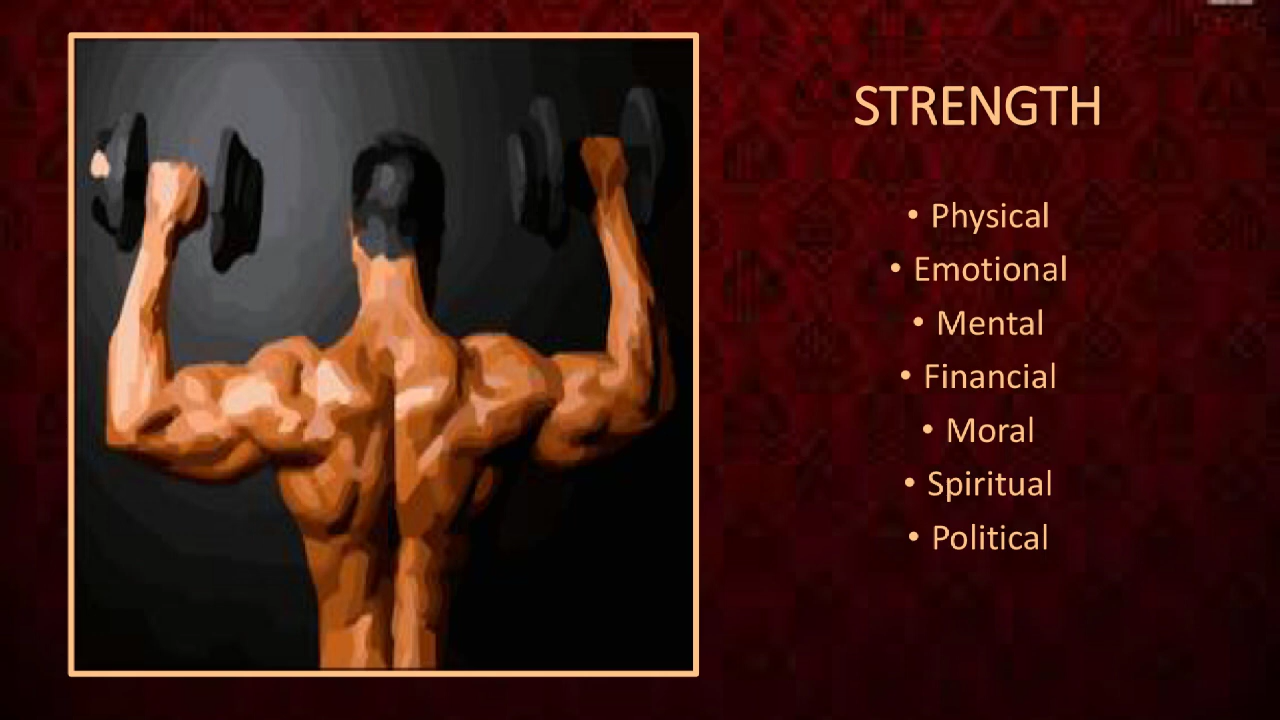 STRENGTH
• Physical
• Emotional
• Mental
• Financial
• Moral
• Spiritual
• Political